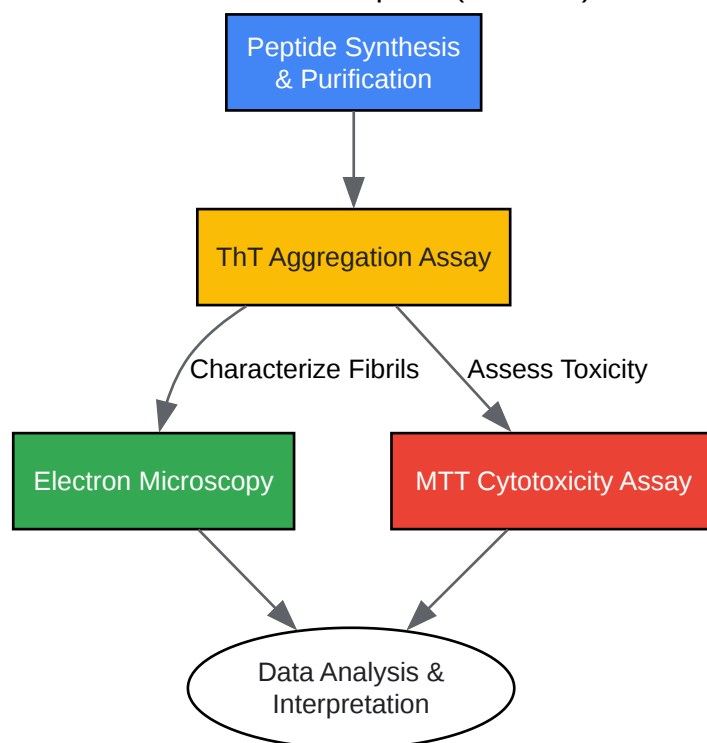 Peptide Synthesis
& Purification
ThT Aggregation Assay
Characterize Fibrils
Assess Toxicity
Electron Microscopy
MTT Cytotoxicity Assay
Data Analysis &
Interpretation